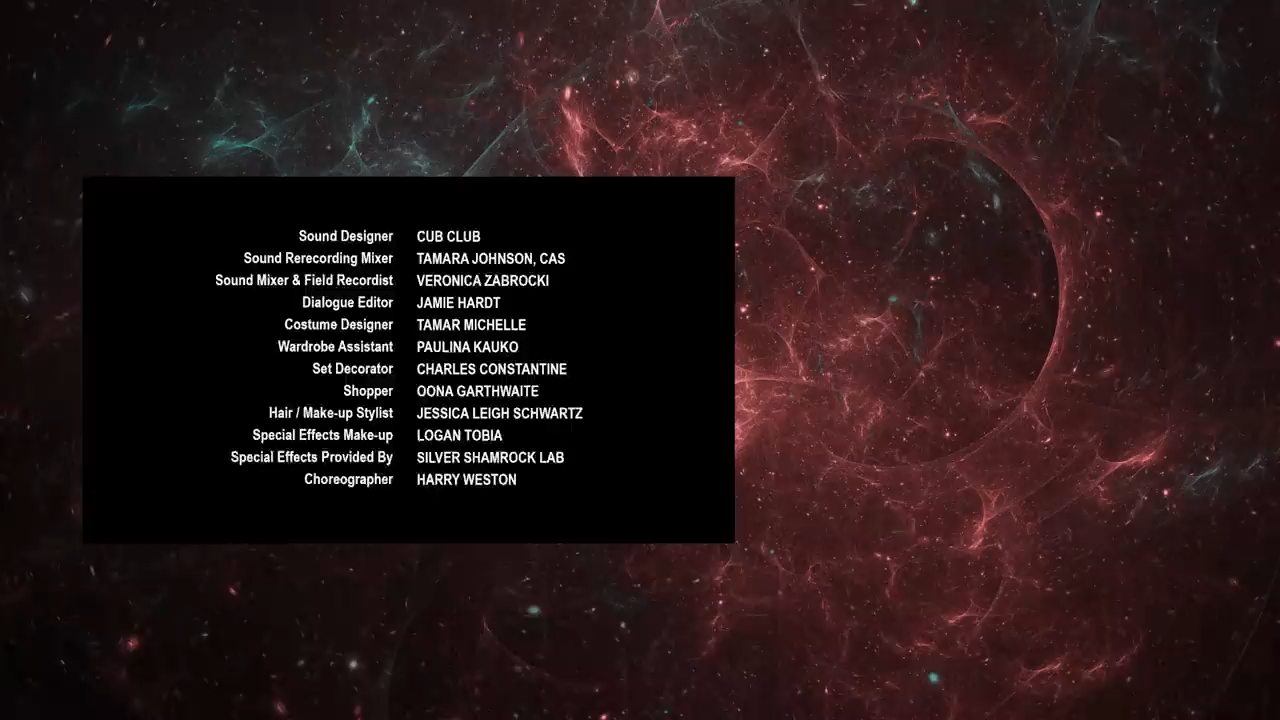 Sound Designer CUB CLUB
Sound Rerecording Mixer TAMARA JOHNSON, CAS
Sound Mixer & Field Recordist VERONICA ZABROCKI
Dialogue Editor JAMIE HARDT
Costume Designer TAMAR MICHELLE
Wardrobe Assistant PAULINA KAUKO
Set Decorator CHARLES CONSTANTINE
Shopper OONA GARTHWAITE
Hair / Make-up Stylist JESSICA LEIGH SCHWARTZ
Special Effects Make-up LOGAN TOBIA
Special Effects Provided By SILVER SHAMROCK LAB
Choreographer HARRY WESTON